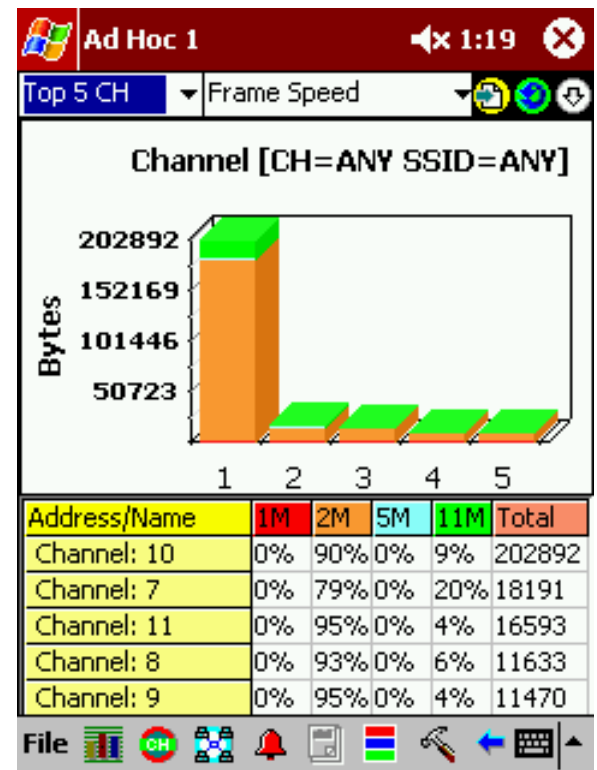 Ad Hoc 1 1:19
Top 5 CH Frame Speed
Channel [CH=ANY SSID=ANY]
202892
152169
101446
50723
Bytes
1 2 3 4 5
Address/Name 1M 2M 5M 11M Total
Channel: 10 0% 90% 0% 9% 202892
Channel: 7 0% 79% 0% 20% 18191
Channel: 11 0% 95% 0% 4% 16593
Channel: 8 0% 93% 0% 6% 11633
Channel: 9 0% 95% 0% 4% 11470
File CH